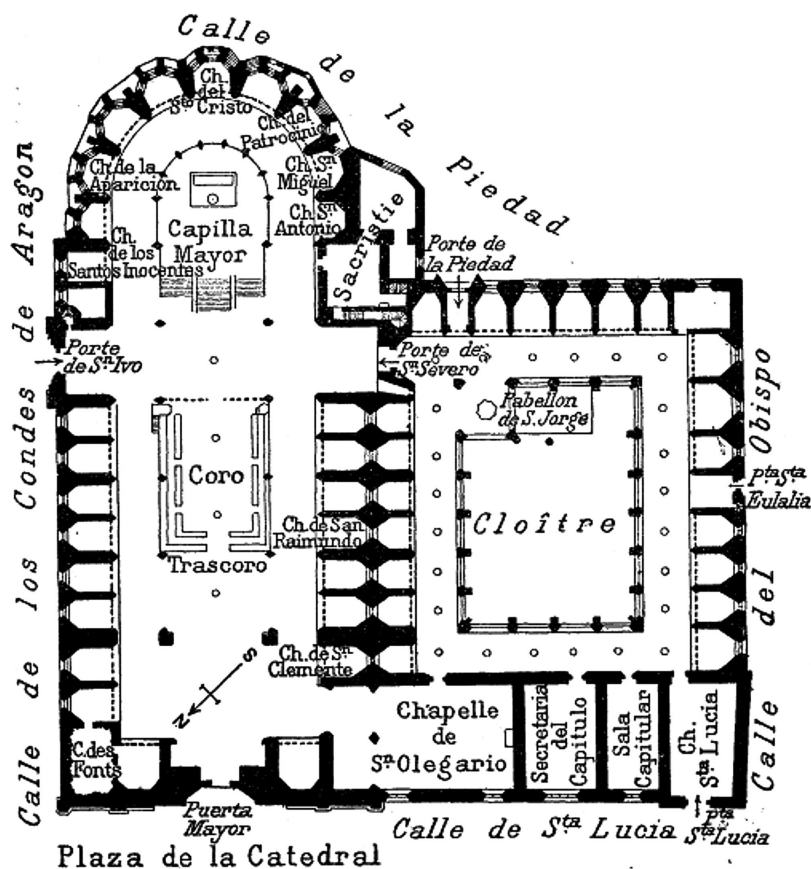 Calle de la Piedad
Calle de los Condes de Aragon
Ch.
del
Sto Cristo
Ch. del
Patrocinio
Ch. de la
Aparicion
Ch. Sn
Miguel
Ch. Sn
Antonio
Capilla
Mayor
Ch.
de los
Santos Inocentes
Sacristie
Porte de
la Piedad
Porte
de Sn Ivo
Porte de
Sn Severo
Pabellon
de S. Jorge
Calle del Obispo
Pta Sta
Eulalia
Coro
Cloître
Ch. de San
Raimundo
Trascoro
S
N
Ch. de Sn
Clemente
C. des
Fonts
Chapelle
de
Sn Olegario
Secretaria
del
Capitulo
Sala
Capitular
Ch.
Sta Lucia
Puerta
Mayor
Pta
Sta Lucia
Calle de Sta Lucia
Plaza de la Catedral